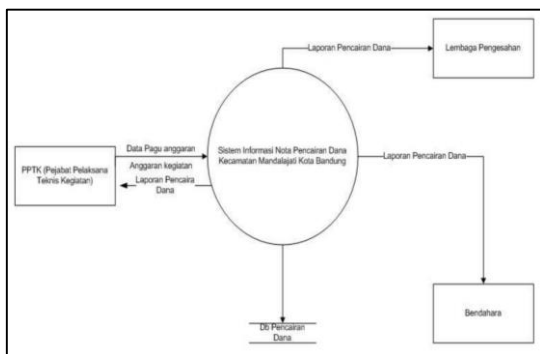 Laporan Pencairan Dana
Lembaga Pengesahan
Data Pagu anggaran
Anggaran kegiatan
Laporan Pencaira
Dana
PPTK (Pejabat Pelaksana
Teknis Kegiatan)
Sistem Informasi Nota Pencairan Dana
Kecamatan Mandalajati Kota Bandung
Laporan Pencairan Dana
Bendahara
Db Pencairan
Dana